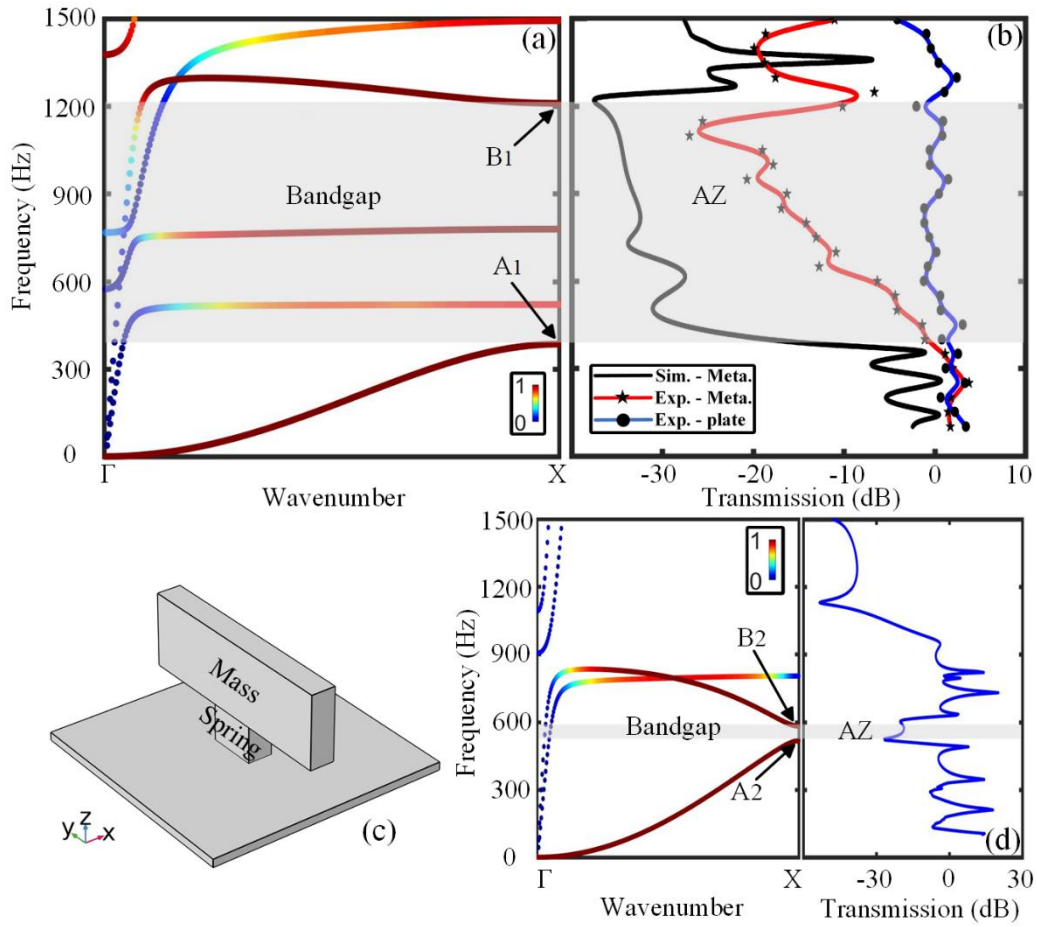 1500
1200
900
600
300
0
Frequency (Hz)
(a)
B1
Bandgap
A1
1
0
Γ
X
Wavenumber
(b)
AZ
Sim. - Meta.
Exp. - Meta.
Exp. - plate
-30
-20
-10
0
10
Transmission (dB)
Mass
Spring
z
y
x
(c)
1500
1200
900
600
300
0
Frequency (Hz)
1
0
B2
Bandgap
A2
Γ
X
Wavenumber
AZ
(d)
-30
0
30
Transmission (dB)